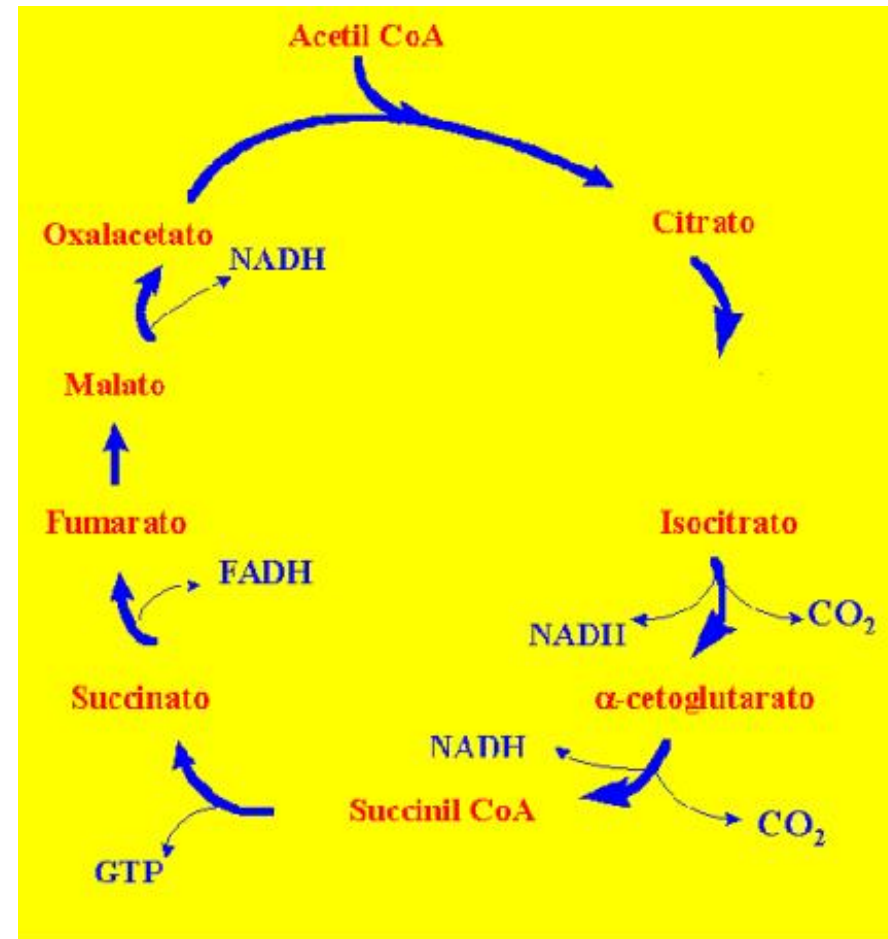 Acetil CoA
Citrato
Oxalacetato
NADH
Malato
Fumarato
Isocitrato
FADH
NADH
CO₂
Succinato
α-cetoglutarato
NADH
Succinil CoA
CO₂
GTP